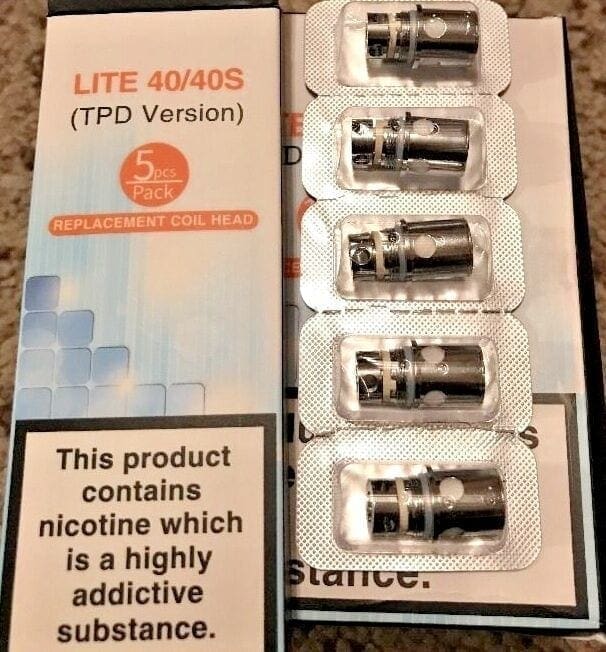 LITE 40/40S
(TPD Version)
5pcs
Pack
REPLACEMENT COIL HEAD
This product
contains
nicotine which
is a highly
addictive
substance.